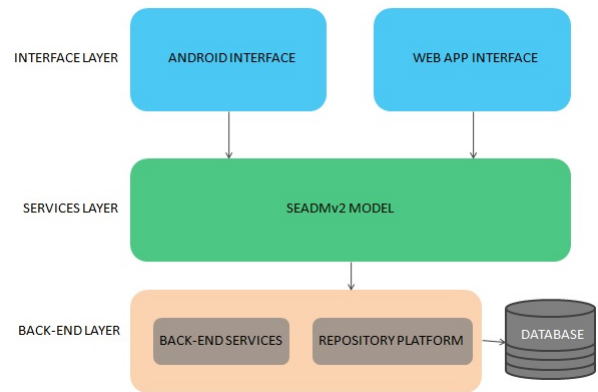 INTERFACE LAYER
ANDROID INTERFACE
WEB APP INTERFACE
SERVICES LAYER
SEADMv2 MODEL
BACK-END LAYER
BACK-END SERVICES
REPOSITORY PLATFORM
DATABASE